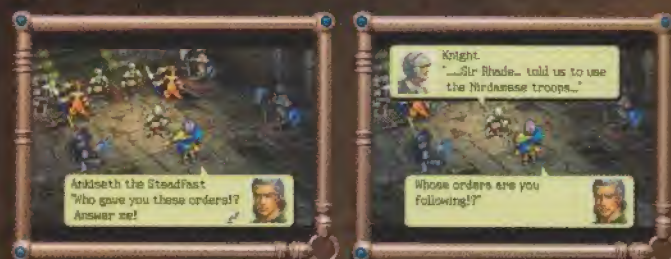 Ankiseth the Steadfast
"Who gave you these orders!?
Answer me!
Knight
"......Sir Rhade... told us to use
the Nirdamese troops..."
Whose orders are you
following!?"